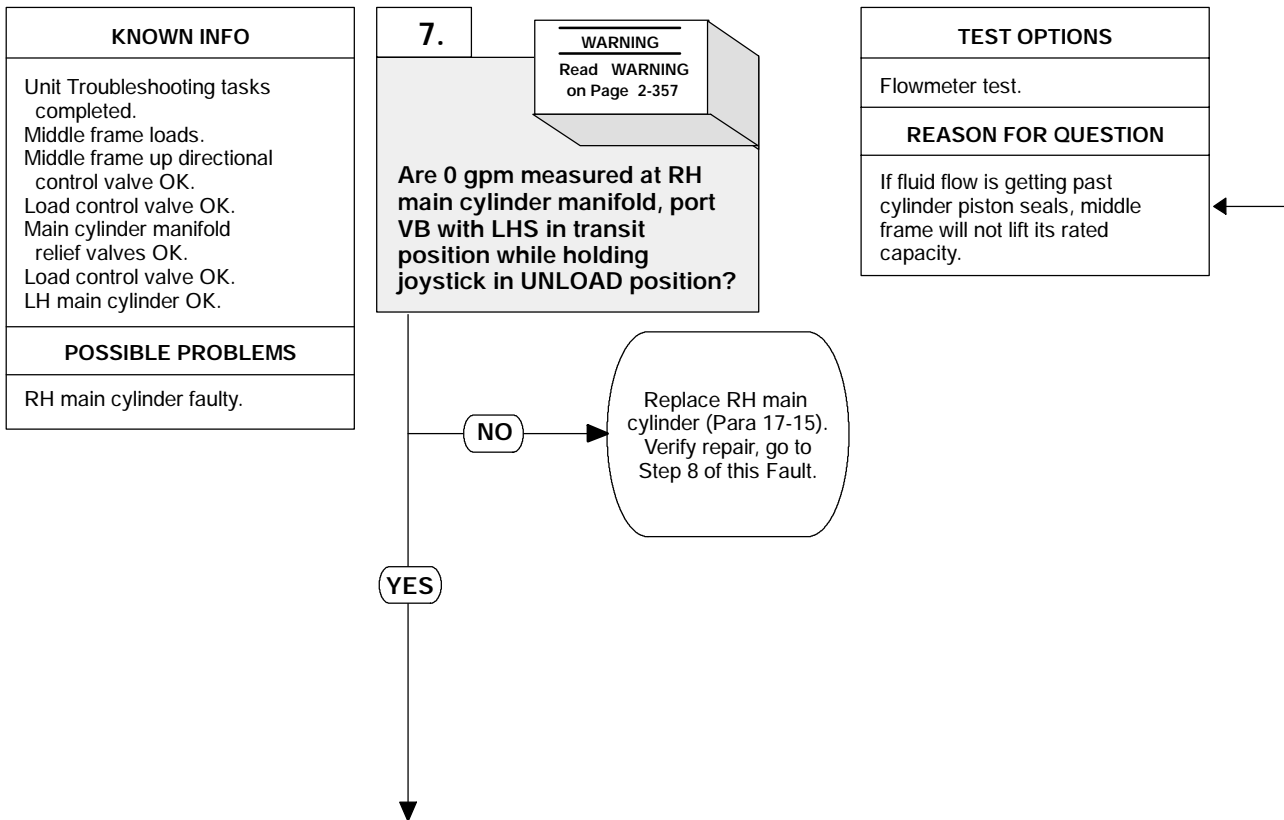 KNOWN INFO
Unit Troubleshooting tasks
completed.
Middle frame loads.
Middle frame up directional
control valve OK.
Load control valve OK.
Main cylinder manifold
relief valves OK.
Load control valve OK.
LH main cylinder OK.
POSSIBLE PROBLEMS
RH main cylinder faulty.
7.
WARNING
Read WARNING
on Page 2-357
Are 0 gpm measured at RH
main cylinder manifold, port
VB with LHS in transit
position while holding
joystick in UNLOAD position?
TEST OPTIONS
Flowmeter test.
REASON FOR QUESTION
If fluid flow is getting past
cylinder piston seals, middle
frame will not lift its rated
capacity.
NO
Replace RH main
cylinder (Para 17-15).
Verify repair, go to
Step 8 of this Fault.
YES